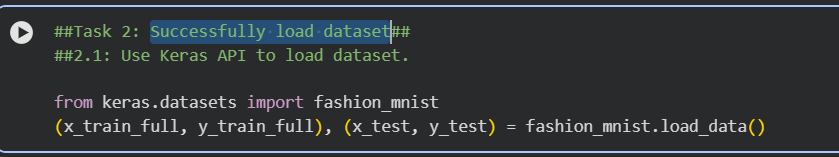 ##Task 2: Successfully load dataset##
##2.1: Use Keras API to load dataset.
from keras.datasets import fashion_mnist
(x_train_full, y_train_full), (x_test, y_test) = fashion_mnist.load_data()